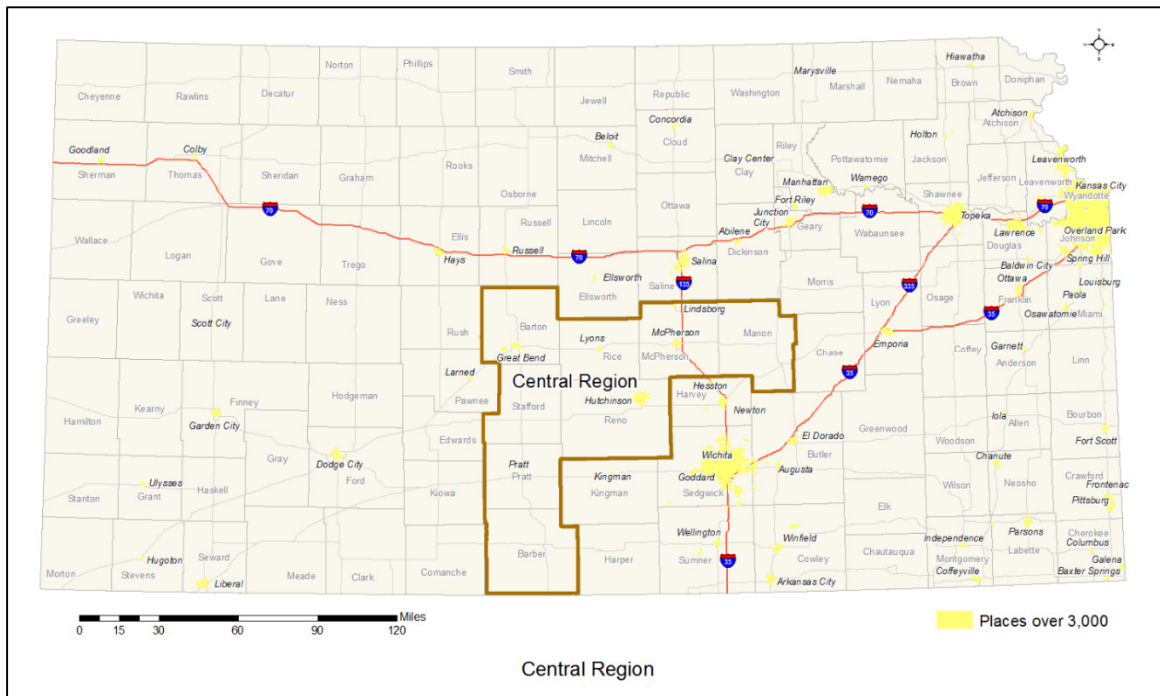 Norton
Phillips
Smith
Jewell
Republic
Washington
Marysville
Marshall
Nemaha
Hiawatha
Brown
Doniphan
Cheyenne
Rawlins
Decatur
Concordia
Cloud
Atchison
Atchison
Beloit
Mitchell
Holton
Jackson
Goodland
Sherman
Colby
Thomas
Sheridan
Graham
Rooks
Osborne
Clay Center
Clay
Riley
Pottawatomie
Leavenworth
Jefferson
Leavenworth
Manhattan
Wamego
Shawnee
Kansas City
Wyandotte
Fort Riley
Ottawa
Lincoln
Russell
Junction
City
Geary
70
70
70
70
Topeka
Wabaunsee
Lawrence
Douglas
Overland Park
Johnson
Wallace
Logan
Gove
Trego
Ellis
Hays
Russell
Abilene
Dickinson
Salina
Saline
135
Ellsworth
Ellsworth
Baldwin City
Spring Hill
Ottawa
Franklin
Louisburg
Paola
Miami
Osawatomie
Morris
Lyon
335
Osage
35
Greeley
Wichita
Scott
Scott City
Lane
Ness
Rush
Barton
Great Bend
Lyons
Rice
Lindsborg
McPherson
McPherson
Marion
Chase
Emporia
Coffey
Garnett
Anderson
Linn
Larned
Pawnee
Central Region
Hesston
Harvey
Newton
35
Hamilton
Kearny
Finney
Garden City
Hodgeman
Edwards
Stafford
Hutchinson
Reno
El Dorado
Butler
Greenwood
Woodson
Iola
Allen
Bourbon
Fort Scott
Gray
Dodge City
Ford
Pratt
Pratt
Wichita
Goddard
Sedgwick
Augusta
Chanute
Neosho
Wilson
Crawford
Frontenac
Pittsburg
Stanton
Ulysses
Grant
Haskell
Kiowa
Kingman
Kingman
Elk
Wellington
Sumner
Winfield
Cowley
Chautauqua
Independence
Montgomery
Coffeyville
Parsons
Labette
Cherokee
Columbus
Galena
Baxter Springs
Morton
Hugoton
Stevens
Seward
Liberal
Meade
Clark
Comanche
Barber
Harper
35
Arkansas City
Miles
0 15 30 60 90 120
Places over 3,000
Central Region